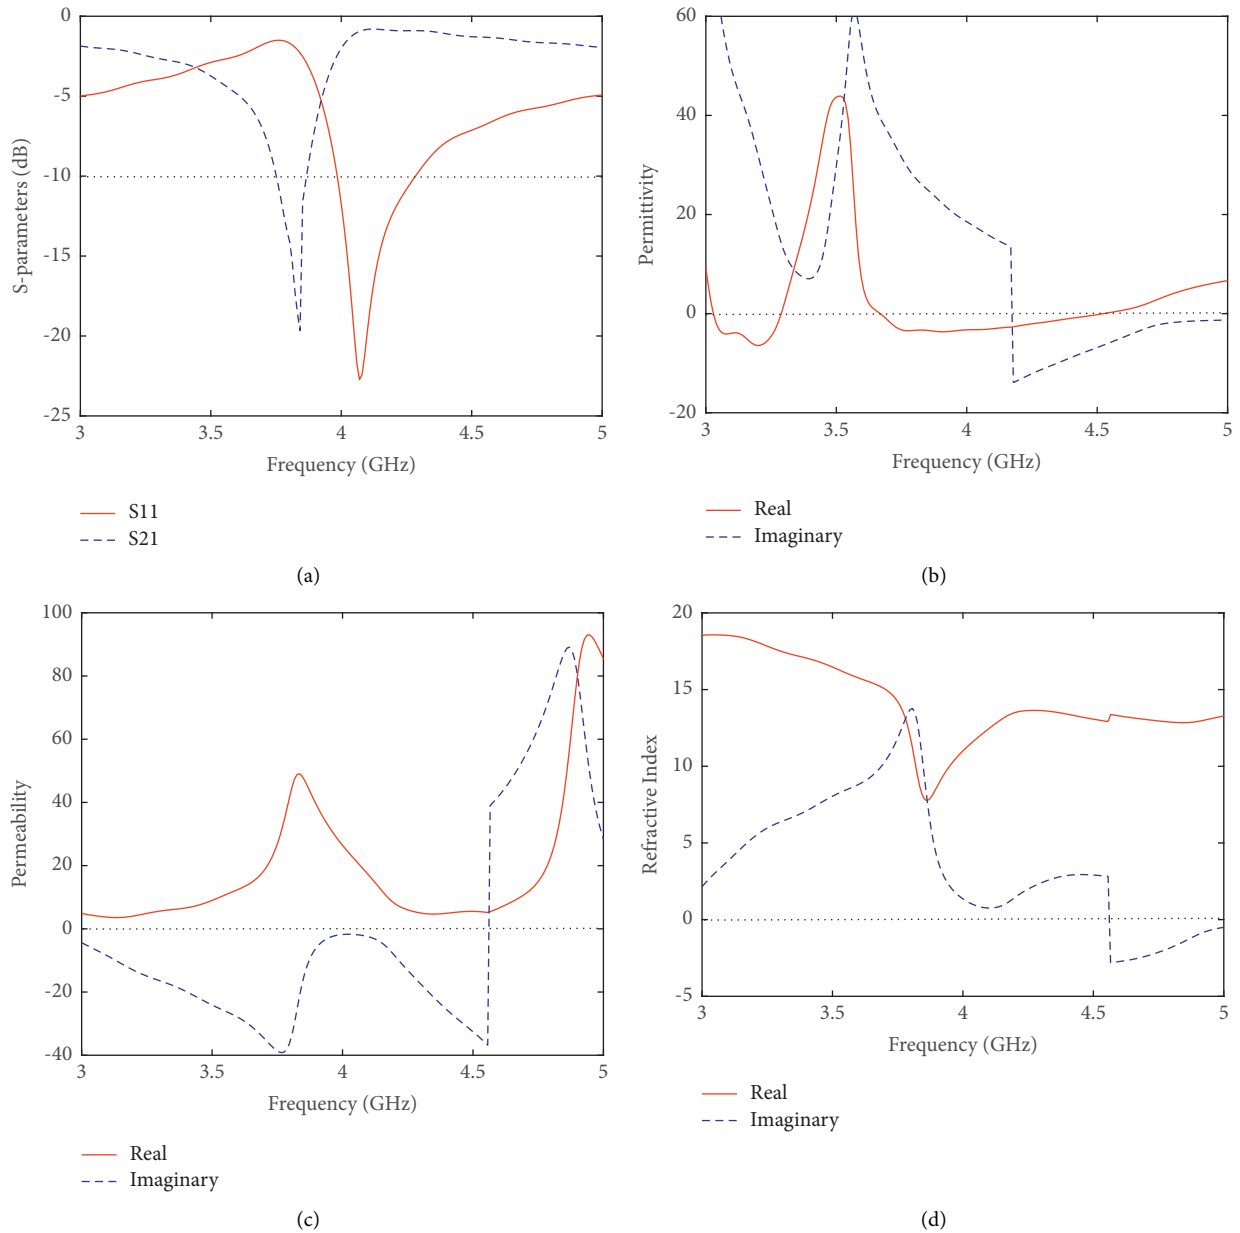 0
-5
-10
-15
-20
-25
3
3.5
4
4.5
5
S-parameters (dB)
Frequency (GHz)
S11
S21
(a)
60
40
20
0
-20
3
3.5
4
4.5
5
Permittivity
Frequency (GHz)
Real
Imaginary
(b)
100
80
60
40
20
0
-20
-40
3
3.5
4
4.5
5
Permeability
Frequency (GHz)
Real
Imaginary
(c)
20
15
10
5
0
-5
3
3.5
4
4.5
5
Refractive Index
Frequency (GHz)
Real
Imaginary
(d)